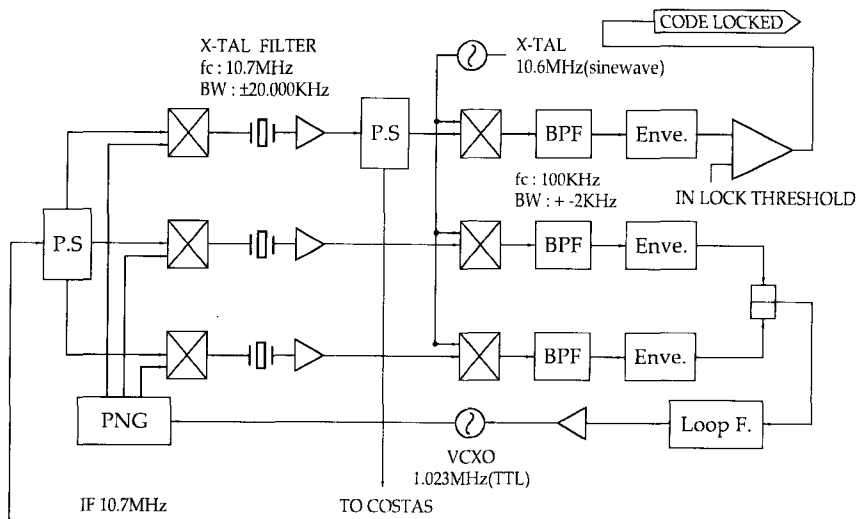 CODE LOCKED
X-TAL FILTER
fc : 10.7MHz
BW : ±20.000KHz
X-TAL
10.6MHz(sinewave)
P.S
BPF
Enve.
fc : 100KHz
BW : + -2KHz
IN LOCK THRESHOLD
P.S
BPF
Enve.
BPF
Enve.
PNG
VCXO
1.023MHz(TTL)
Loop F.
IF 10.7MHz
TO COSTAS